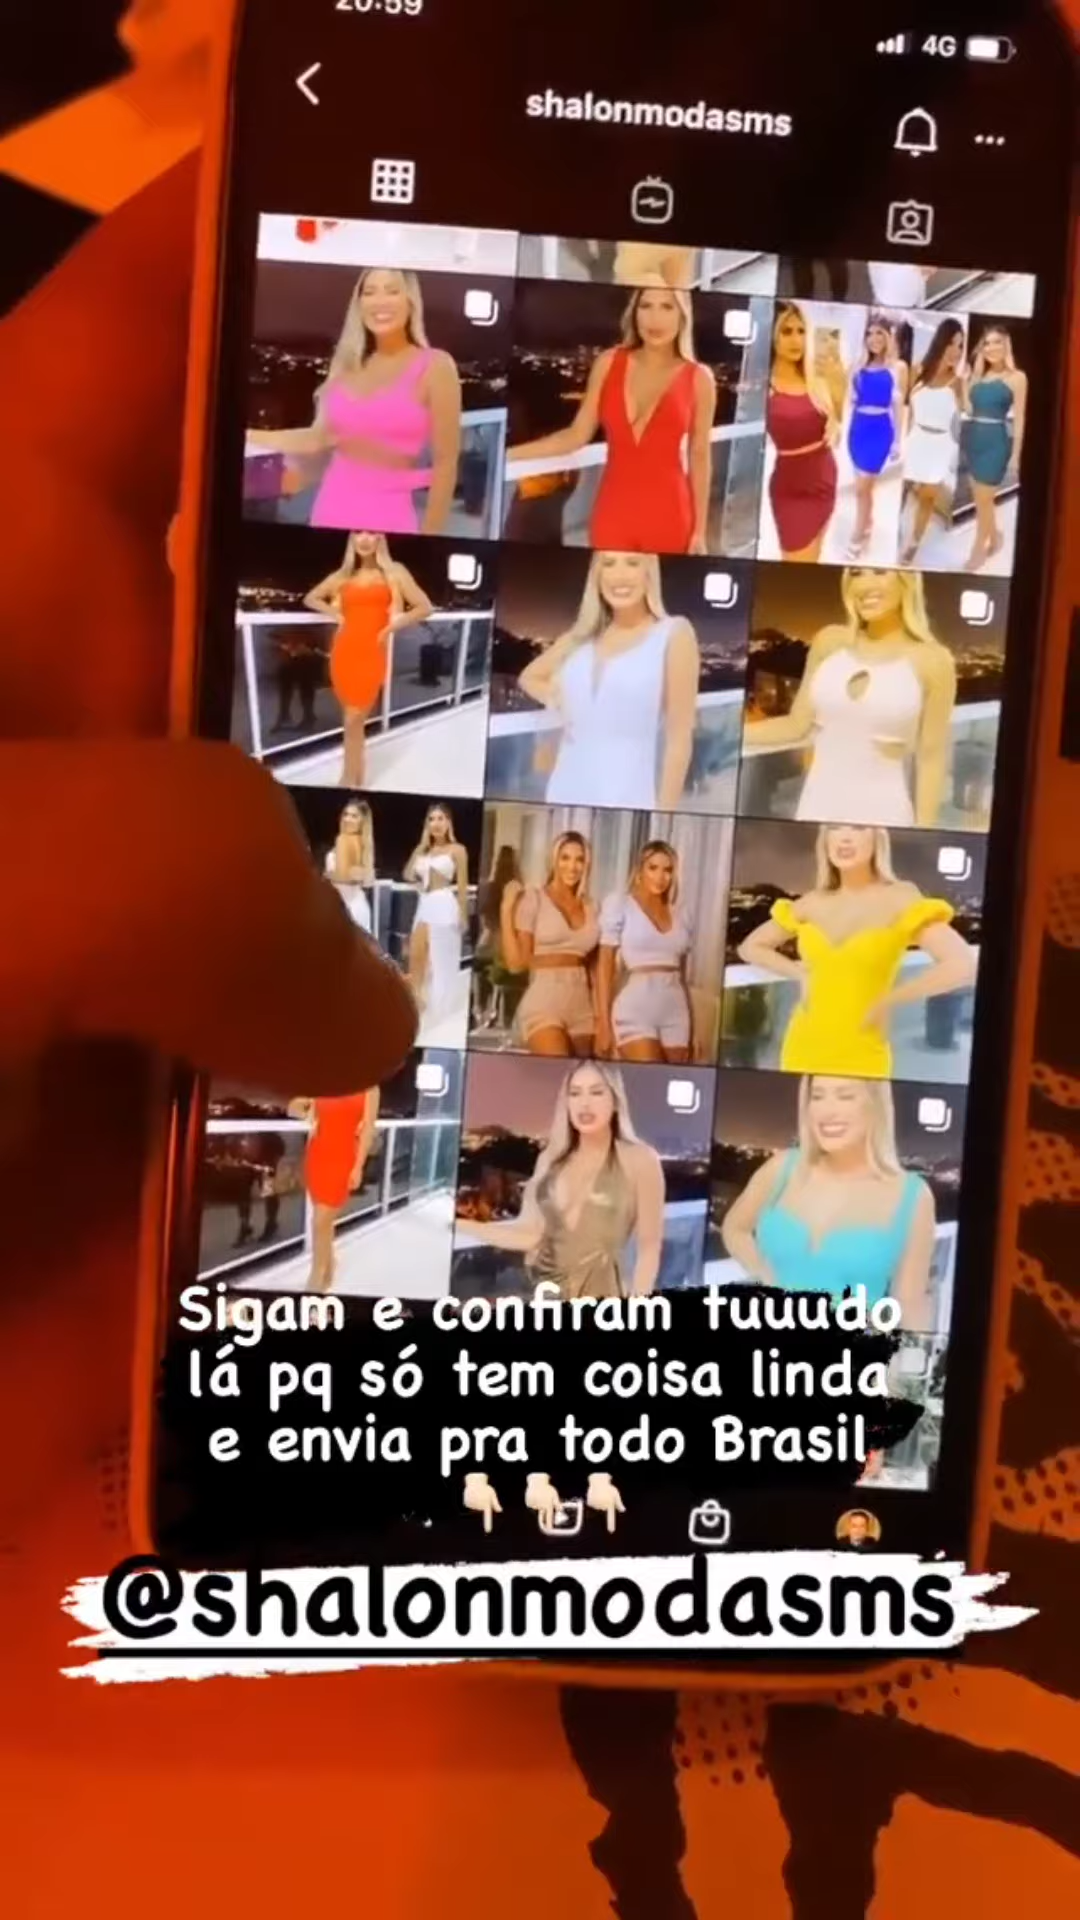 20:59
4G
shalonmodasms
Sigam e confiram tuuudo
lá pq só tem coisa linda
e envia pra todo Brasil
@shalonmodasms